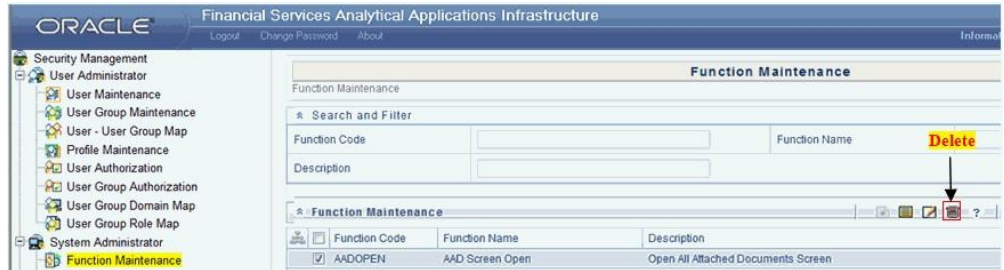 ORACLE
Financial Services Analytical Applications Infrastructure
Logout Change Password About
Security Management
User Administrator
User Maintenance
User Group Maintenance
User - User Group Map
Profile Maintenance
User Authorization
User Group Authorization
User Group Domain Map
User Group Role Map
System Administrator
Function Maintenance
Function Maintenance
Function Maintenance
Search and Filter
Function Code Function Name
Delete
Description
Function Maintenance ?
Function Code Function Name Description
AADOPEN AAD Screen Open Open All Attached Documents Screen